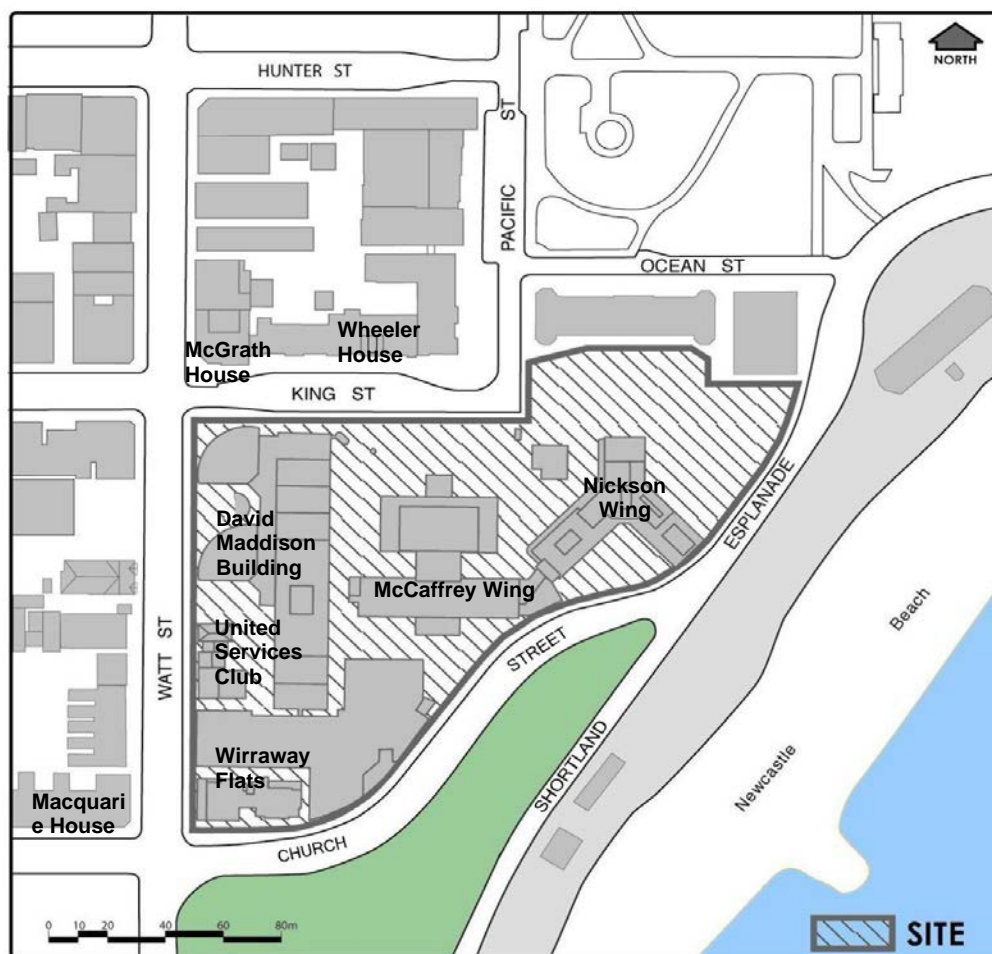 HUNTER ST
NORTH
PACIFIC ST
OCEAN ST
Wheeler
House
McGrath
House
KING ST
Nickson
Wing
David
Maddison
Building
McCaffrey Wing
ESPLANADE
Beach
United
Services
Club
STREET
WATT ST
Wirraway
Flats
SHORTLAND
Newcastle
Macquari
e House
CHURCH
0 10 20 40 60 80m
SITE